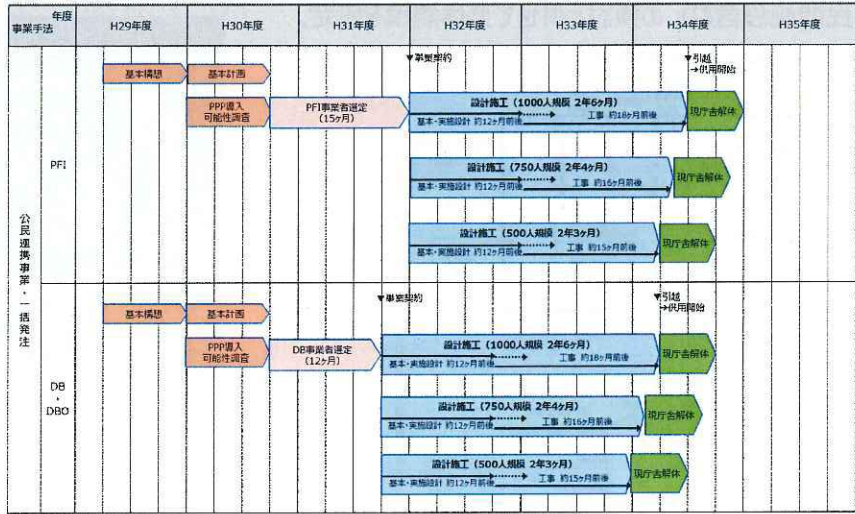 年度
事業手法
H29年度
H30年度
H31年度
H32年度
H33年度
H34年度
H35年度
公民連携事業・一括発注
PFI
▼事業契約
▼引越
→供用開始
基本構想
基本計画
PPP導入
可能性調査
PFI事業者選定
(15ヶ月)
設計施工（1000人規模 2年6ヶ月）
基本・実施設計 約12ヶ月前後
工事 約18ヶ月前後
現庁舎解体
設計施工（750人規模 2年4ヶ月）
基本・実施設計 約12ヶ月前後
工事 約16ヶ月前後
現庁舎解体
設計施工（500人規模 2年3ヶ月）
基本・実施設計 約12ヶ月前後
工事 約15ヶ月前後
現庁舎解体
DB
・
DBO
▼事業契約
▼引越
→供用開始
基本構想
基本計画
PPP導入
可能性調査
DB事業者選定
(12ヶ月)
設計施工（1000人規模 2年6ヶ月）
基本・実施設計 約12ヶ月前後
工事 約18ヶ月前後
現庁舎解体
設計施工（750人規模 2年4ヶ月）
基本・実施設計 約12ヶ月前後
工事 約16ヶ月前後
現庁舎解体
設計施工（500人規模 2年3ヶ月）
基本・実施設計 約12ヶ月前後
工事 約15ヶ月前後
現庁舎解体